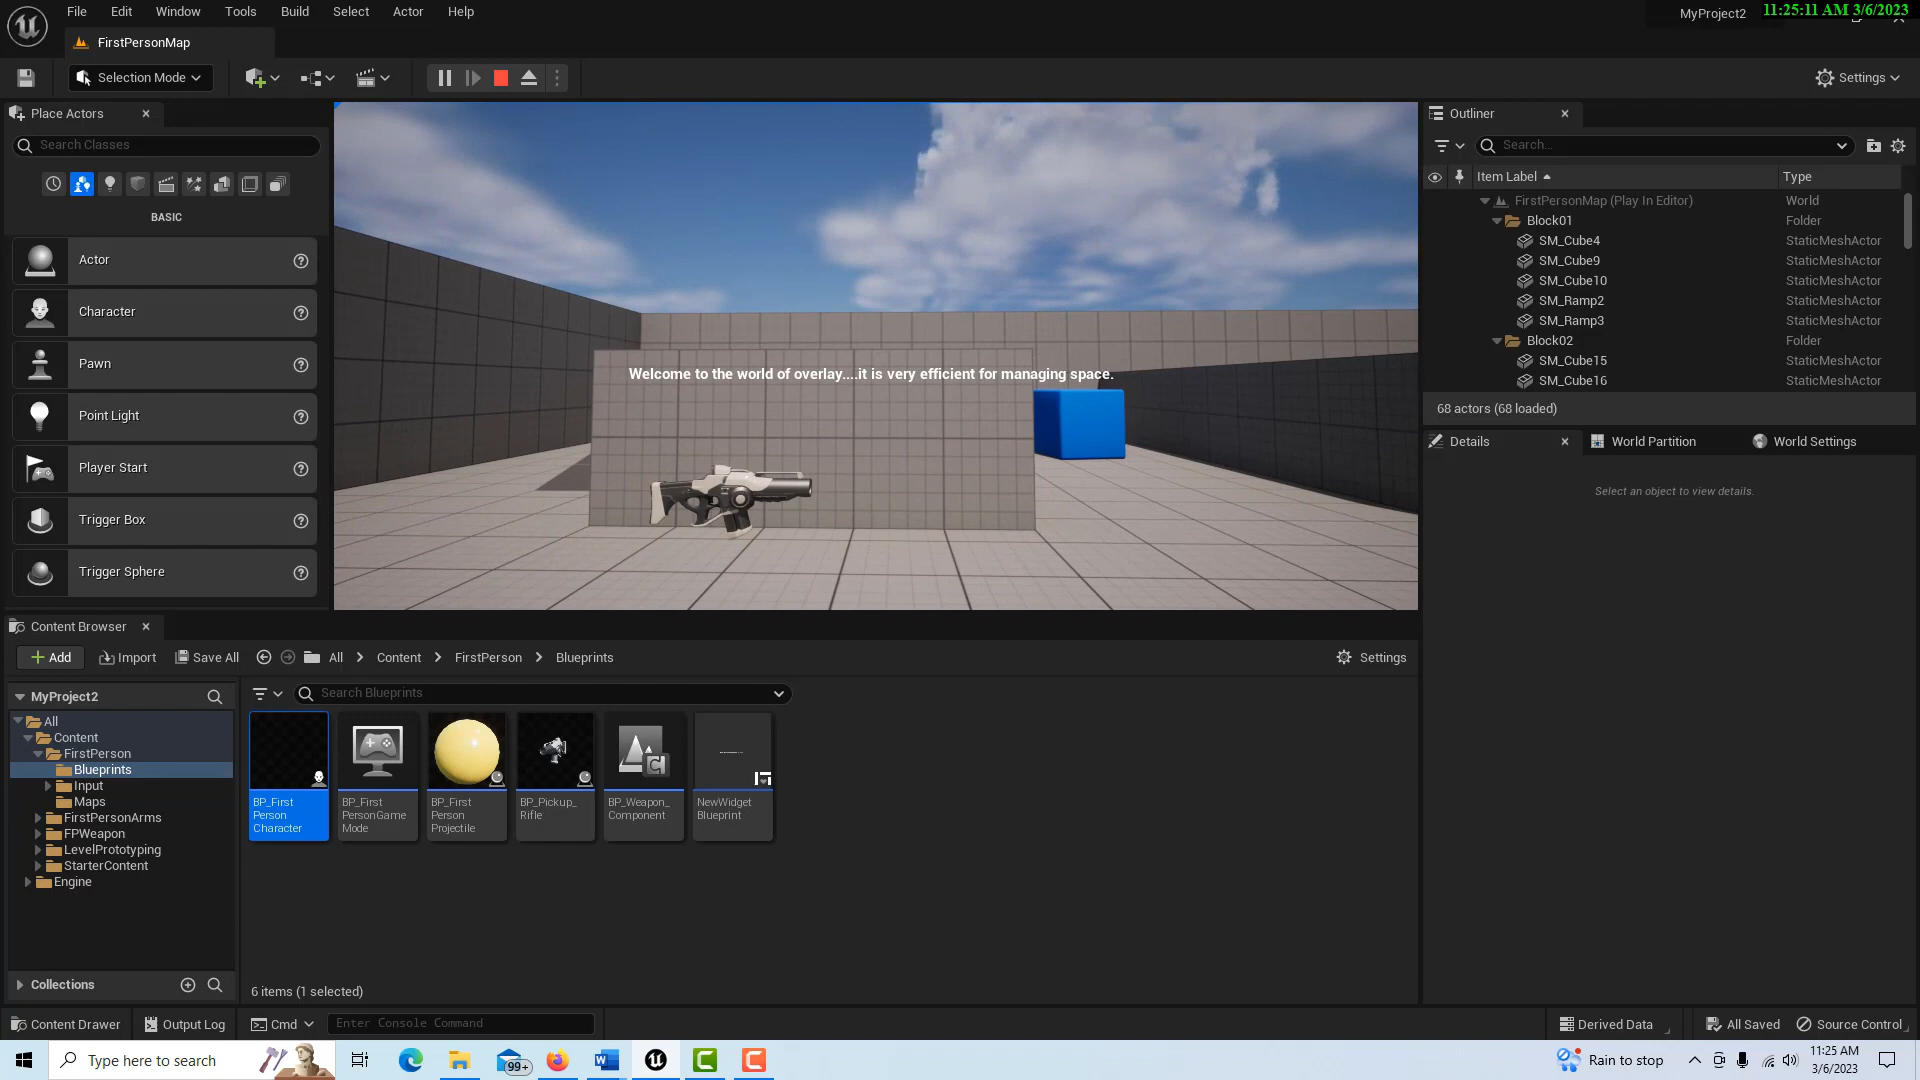 File Edit Window Tools Build Select Actor Help
MyProject2
11:25:11 AM 3/6/2023
FirstPersonMap
Selection Mode
Settings
Place Actors
Search Classes
BASIC
Actor
Character
Pawn
Point Light
Player Start
Trigger Box
Trigger Sphere
Welcome to the world of overlay....it is very efficient for managing space.
Outliner
Search...
Item Label Type
FirstPersonMap (Play In Editor) World
Block01 Folder
SM_Cube4 StaticMeshActor
SM_Cube9 StaticMeshActor
SM_Cube10 StaticMeshActor
SM_Ramp2 StaticMeshActor
SM_Ramp3 StaticMeshActor
Block02 Folder
SM_Cube15 StaticMeshActor
SM_Cube16 StaticMeshActor
68 actors (68 loaded)
Details World Partition World Settings
Select an object to view details.
Content Browser
Add Import Save All All Content FirstPerson Blueprints Settings
MyProject2
All
Content
FirstPerson
Blueprints
Input
Maps
FirstPersonArms
FPWeapon
LevelPrototyping
StarterContent
Engine
Collections
Search Blueprints
BP_First
Person
Character
BP_First
PersonGame
Mode
BP_First
Person
Projectile
BP_Pickup_
Rifle
BP_Weapon_
Component
NewWidget
Blueprint
6 items (1 selected)
Content Drawer Output Log Cmd Enter Console Command Derived Data All Saved Source Control
Type here to search
99+
Rain to stop
11:25 AM
3/6/2023